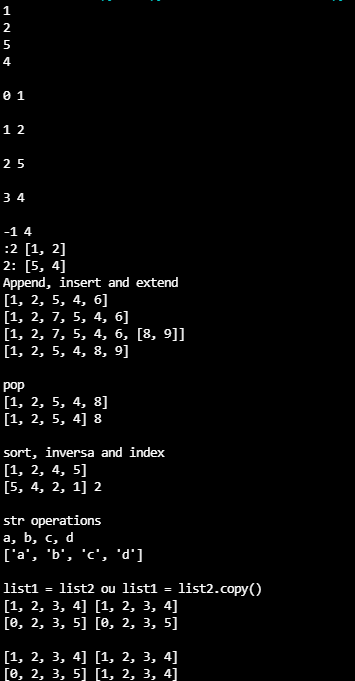 1
2
5
4
0 1
1 2
2 5
3 4
-1 4
:2 [1, 2]
2: [5, 4]
Append, insert and extend
[1, 2, 5, 4, 6]
[1, 2, 7, 5, 4, 6]
[1, 2, 7, 5, 4, 6, [8, 9]]
[1, 2, 5, 4, 8, 9]
pop
[1, 2, 5, 4, 8]
[1, 2, 5, 4] 8
sort, inversa and index
[1, 2, 4, 5]
[5, 4, 2, 1] 2
str operations
a, b, c, d
['a', 'b', 'c', 'd']
list1 = list2 ou list1 = list2.copy()
[1, 2, 3, 4] [1, 2, 3, 4]
[0, 2, 3, 5] [0, 2, 3, 5]
[1, 2, 3, 4] [1, 2, 3, 4]
[0, 2, 3, 5] [1, 2, 3, 4]